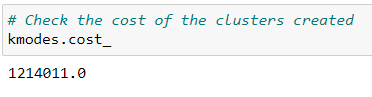 # Check the cost of the clusters created
kmodes.cost_
1214011.0